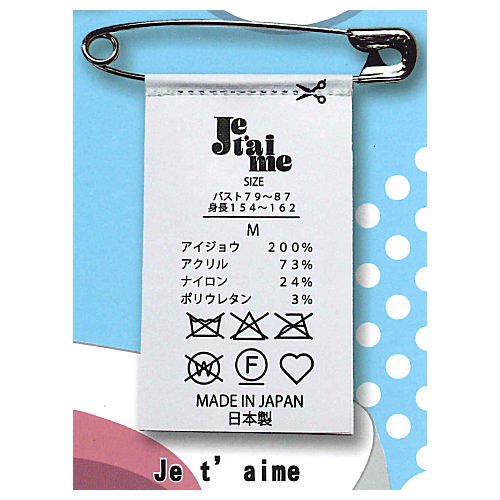 Je
t'ai
me
SIZE
バスト79〜87
身長154〜162
M
アイジョウ 200%
アクリル 73%
ナイロン 24%
ポリウレタン 3%
W F
MADE IN JAPAN
日本製
Je t' aime